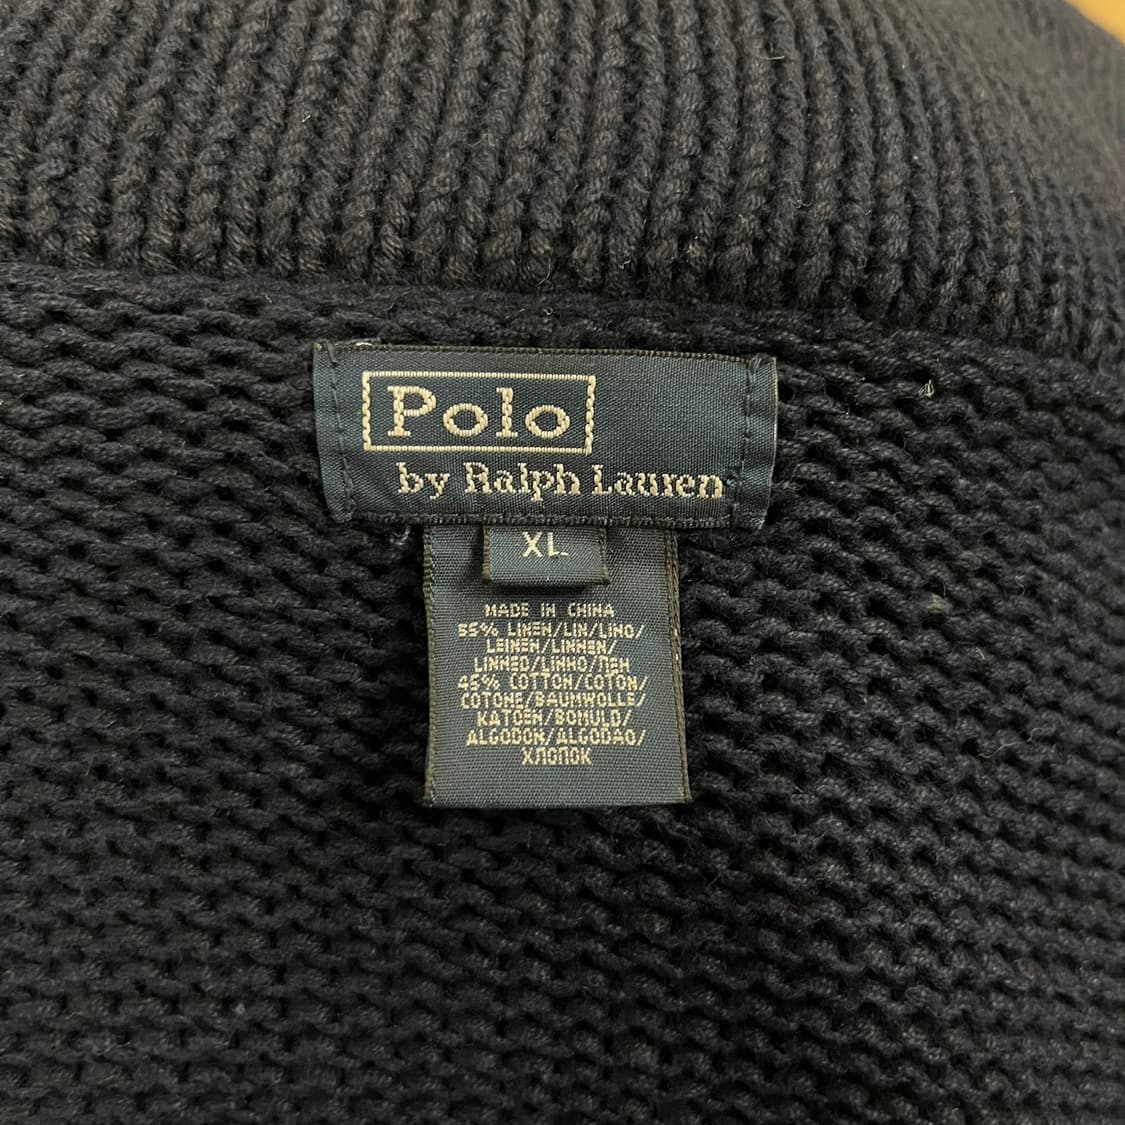 Polo
by Ralph Lauren
XL
MADE IN CHINA
55% LINEN/LIN/LINO/
LEINEN/LINNEN/
LINNED/LINHO/ЛЕН
45% COTTON/COTON/
COTONE/BAUMWOLLE/
KATOEN/BOMULD/
ALGODON/ALGODAO/
ХЛОПОК